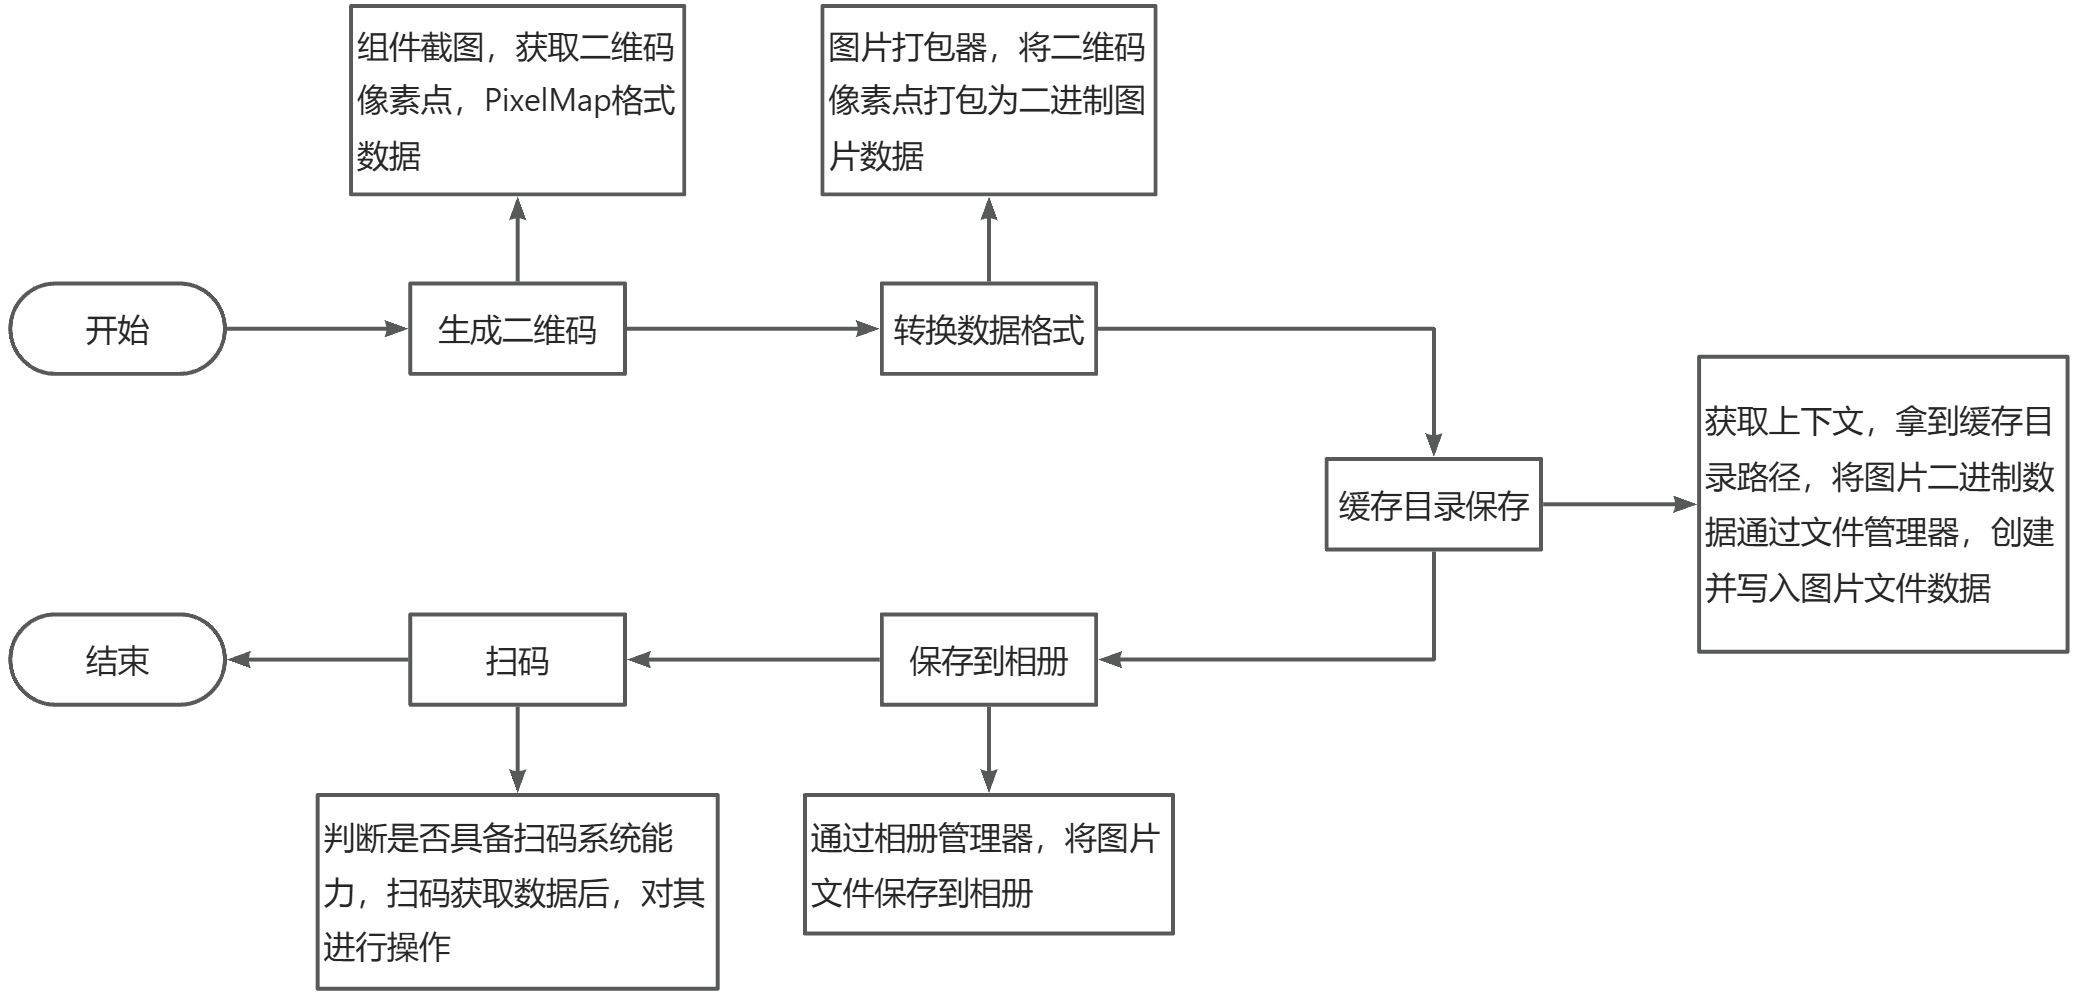 组件截图，获取二维码
像素点，PixelMap格式
数据
图片打包器，将二维码
像素点打包为二进制图
片数据
开始
生成二维码
转换数据格式
缓存目录保存
获取上下文，拿到缓存目
录路径，将图片二进制数
据通过文件管理器，创建
并写入图片文件数据
结束
扫码
保存到相册
判断是否具备扫码系统能
力，扫码获取数据后，对其
进行操作
通过相册管理器，将图片
文件保存到相册